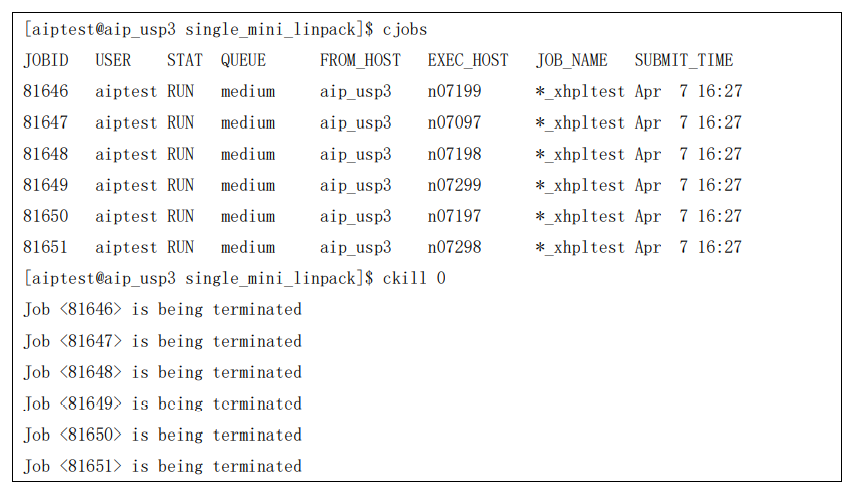 [aiptest@aip_usp3 single_mini_linpack]$ cjobs
JOBID   USER    STAT  QUEUE      FROM_HOST   EXEC_HOST   JOB_NAME   SUBMIT_TIME
81646   aiptest RUN   medium     aip_usp3    n07199      *_xhpltest Apr  7 16:27
81647   aiptest RUN   medium     aip_usp3    n07097      *_xhpltest Apr  7 16:27
81648   aiptest RUN   medium     aip_usp3    n07198      *_xhpltest Apr  7 16:27
81649   aiptest RUN   medium     aip_usp3    n07299      *_xhpltest Apr  7 16:27
81650   aiptest RUN   medium     aip_usp3    n07197      *_xhpltest Apr  7 16:27
81651   aiptest RUN   medium     aip_usp3    n07298      *_xhpltest Apr  7 16:27
[aiptest@aip_usp3 single_mini_linpack]$ ckill 0
Job <81646> is being terminated
Job <81647> is being terminated
Job <81648> is being terminated
Job <81649> is being terminated
Job <81650> is being terminated
Job <81651> is being terminated